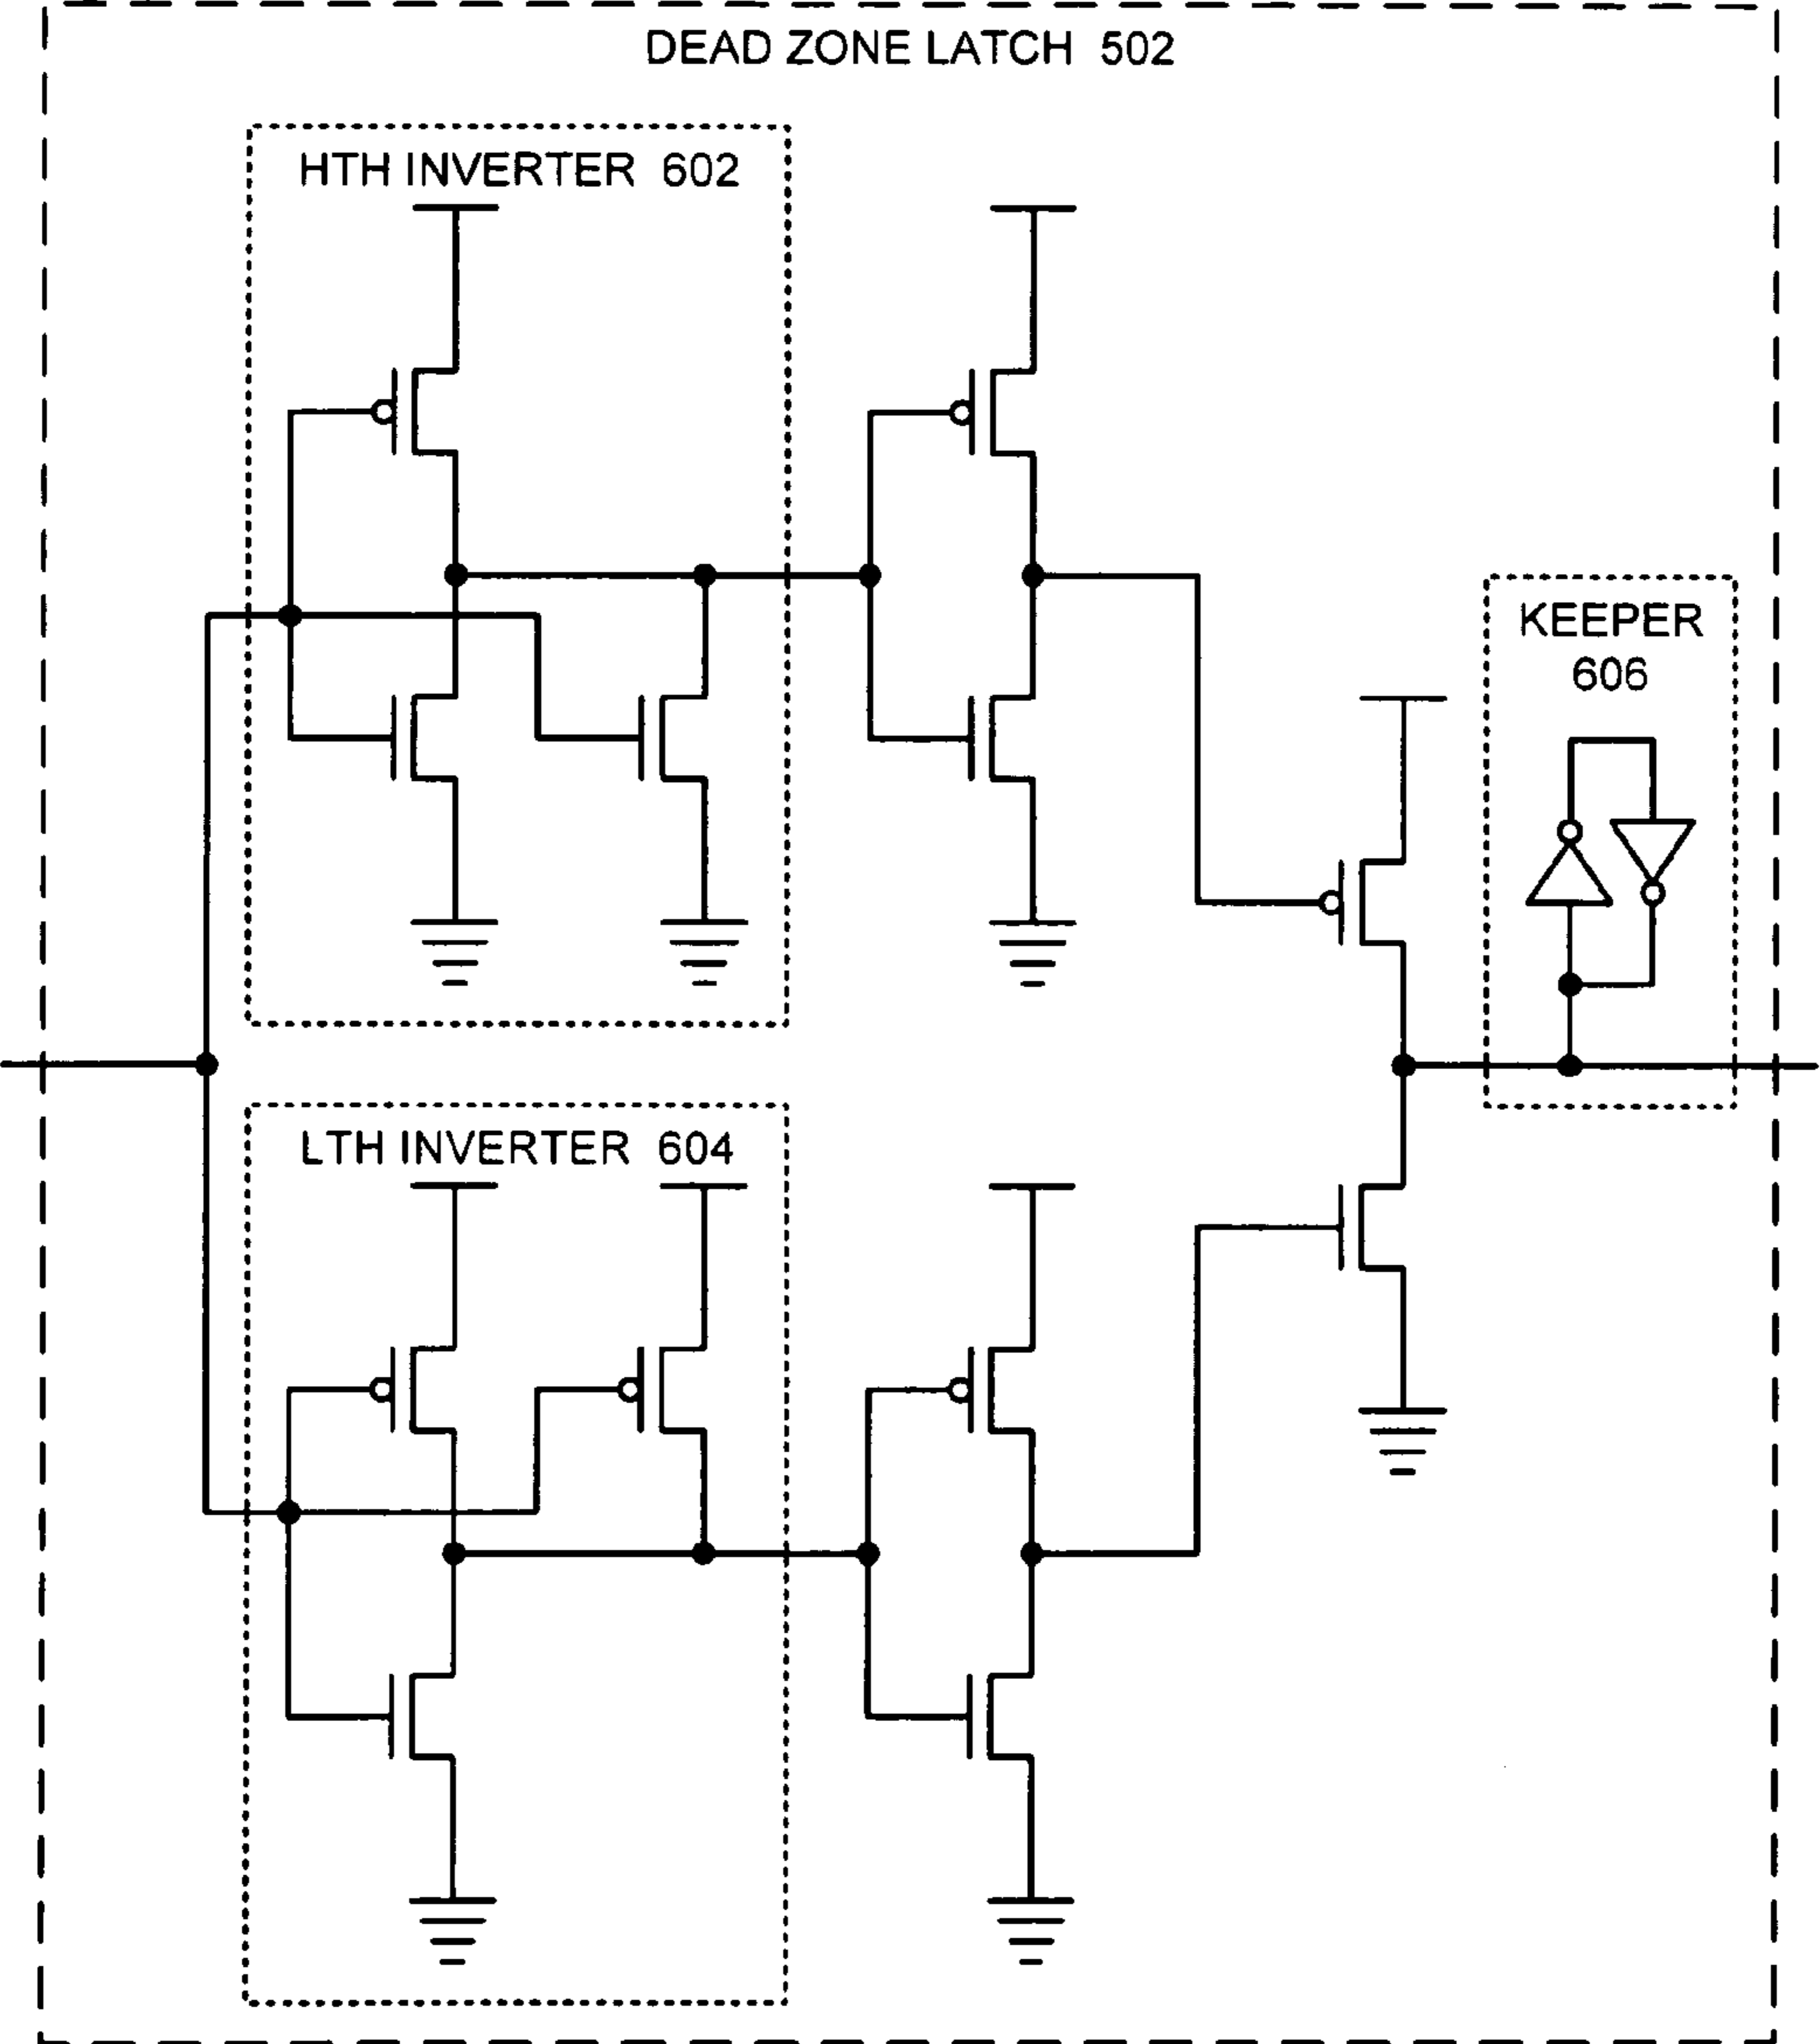 DEAD ZONE LATCH 502
HTH INVERTER 602
KEEPER
606
LTH INVERTER 604